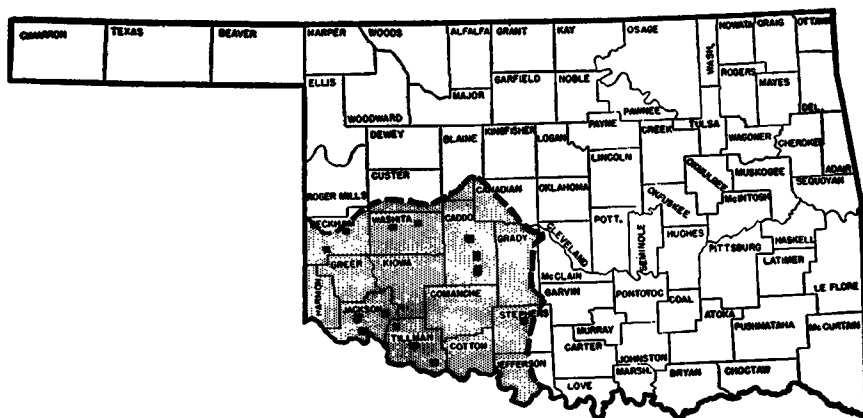 CIMARRON TEXAS BEAVER HARPER WOODS ALFALFA GRANT KAY OSAGE NOWATA CRAIG OTTAWA
WASH.
ELLIS GARFIELD NOBLE ROGERS MAYES
WOODWARD MAJOR PAWNEE DEL.
DEWEY BLAINE KINGFISHER LOGAN PAYNE CREEK TULSA WAGONER CHEROKEE
CUSTER LINCOLN OKMULGEE MUSKOGEE ADAIR
ROGER MILLS CANADIAN OKLAHOMA OKFUSKEE McINTOSH SEQUOYAH
BECKHAM WASHITA CADDO GRADY CLEVELAND POTT. SEMINOLE HUGHES PITTSBURG HASKELL
GREER KIOWA McCLAIN LATIMER
HARMON COMANCHE GARVIN PONTOTOC COAL LE FLORE
JACKSON STEPHENS MURRAY ATOKA PUSHMATAHA McCURTAIN
TILLMAN COTTON CARTER JOHNSTON
JEFFERSON LOVE MARSH. BRYAN CHOCTAW